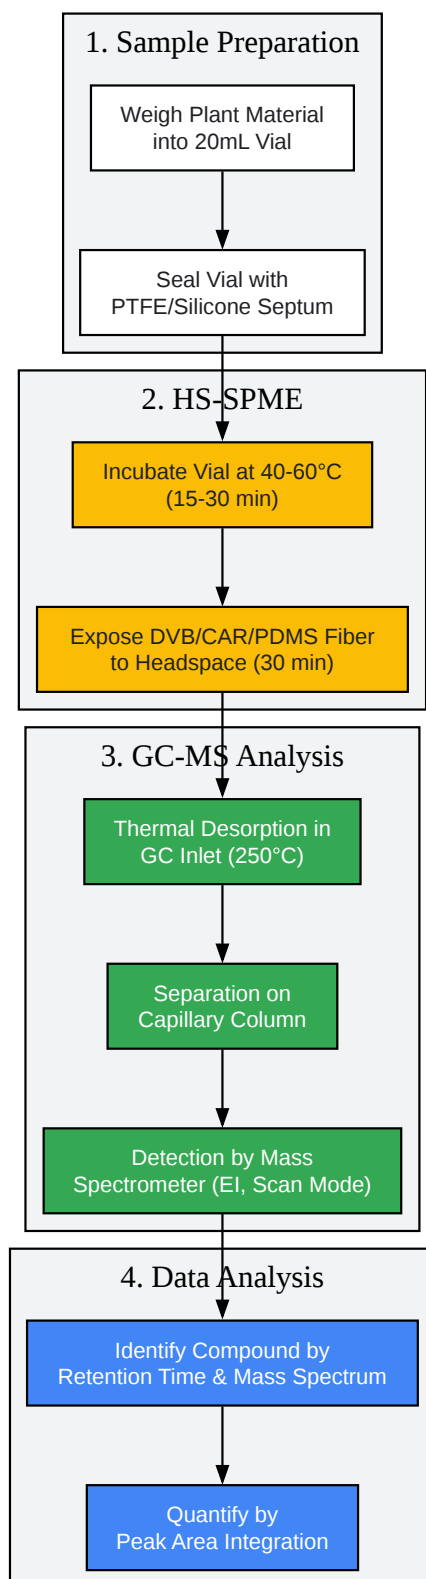 1. Sample Preparation
Weigh Plant Material
into 20mL Vial
Seal Vial with
PTFE/Silicone Septum
2. HS-SPME
Incubate Vial at 40-60°C
(15-30 min)
Expose DVB/CAR/PDMS Fiber
to Headspace (30 min)
3. GC-MS Analysis
Thermal Desorption in
GC Inlet (250°C)
Separation on
Capillary Column
Detection by Mass
Spectrometer (EI, Scan Mode)
4. Data Analysis
Identify Compound by
Retention Time & Mass Spectrum
Quantify by
Peak Area Integration